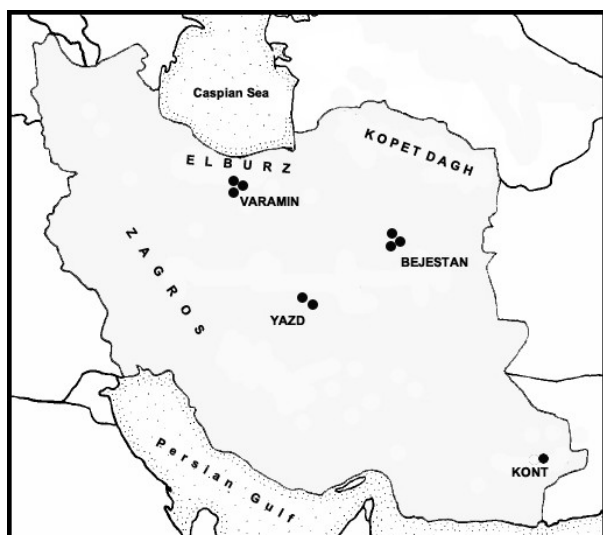 Caspian Sea
KOPET DAGH
ELBURZ
VARAMIN
ZAGROS
BEJESTAN
YAZD
KONT
Persian Gulf